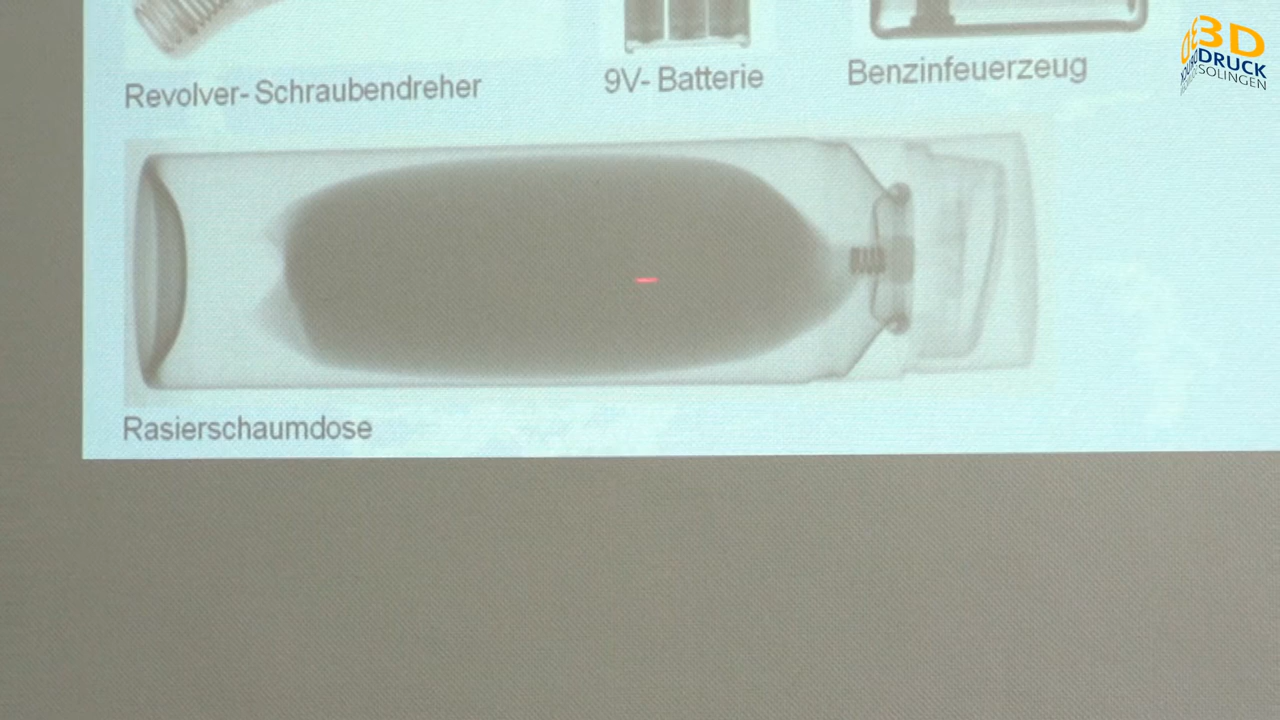 3D
DRUCK
SOLINGEN
Revolver- Schraubendreher
9V- Batterie
Benzinfeuerzeug
Rasierschaumdose